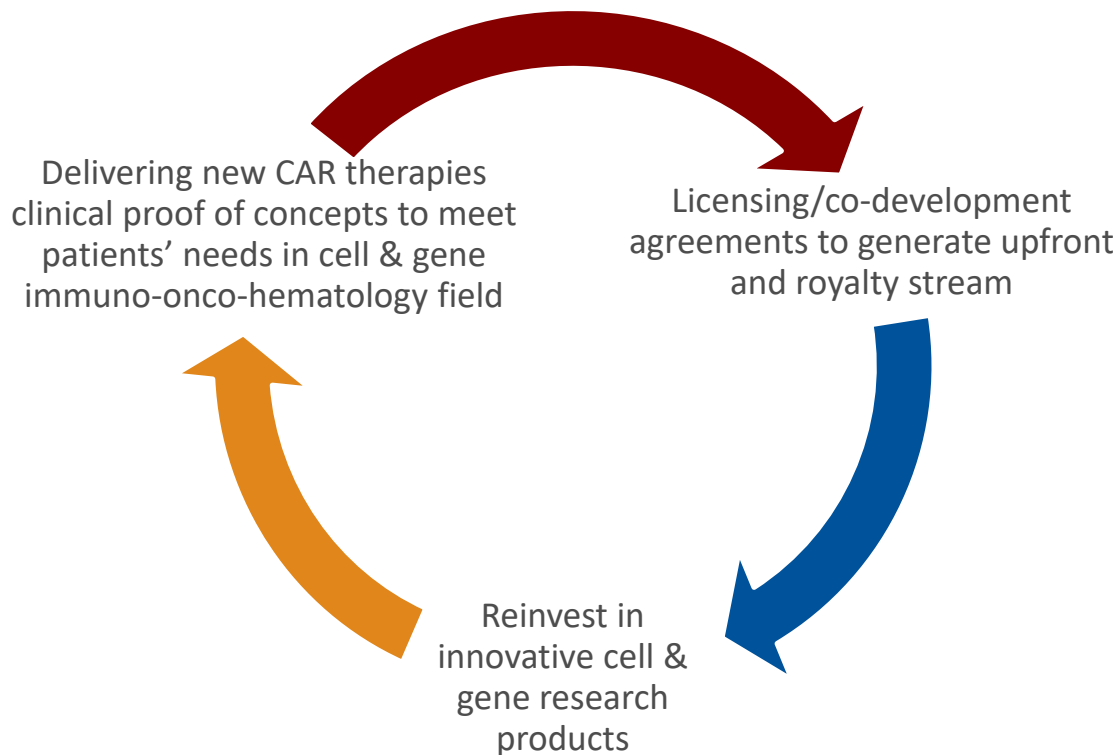 Delivering new CAR therapies
clinical proof of concepts to meet
patients’ needs in cell & gene
immuno-onco-hematology field
Licensing/co-development
agreements to generate upfront
and royalty stream
Reinvest in
innovative cell &
gene research
products